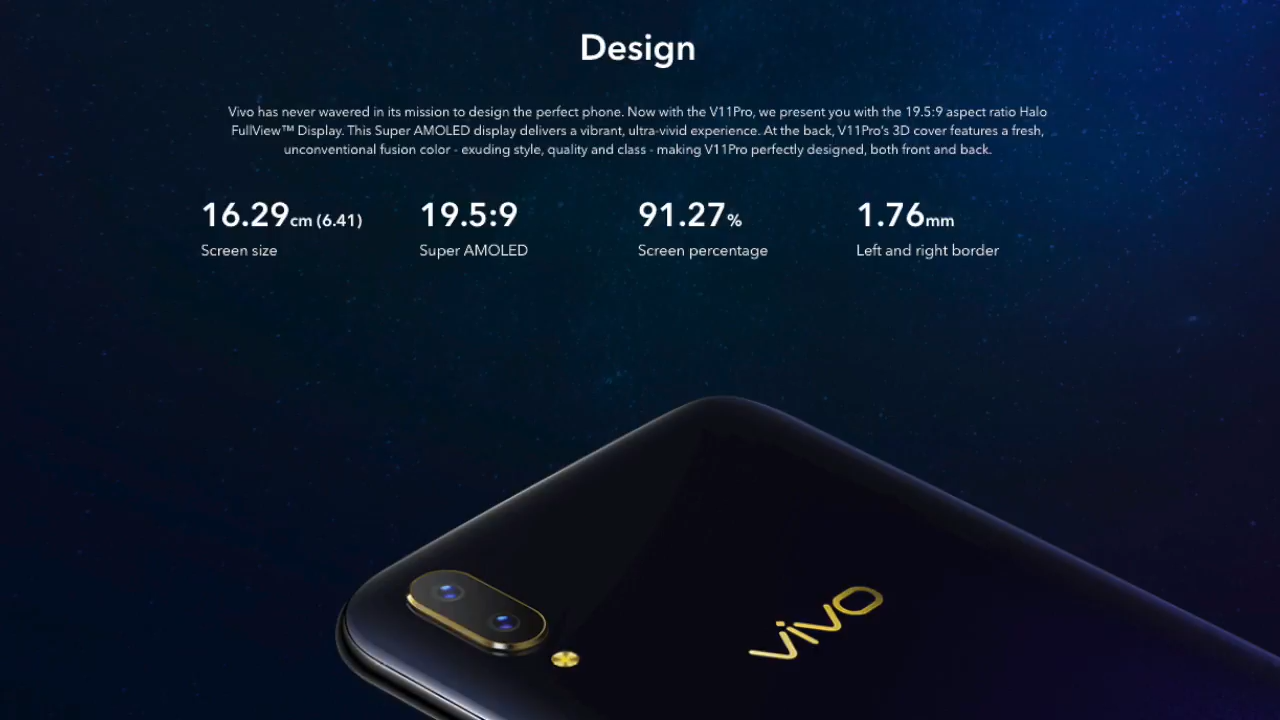 Design
Vivo has never wavered in its mission to design the perfect phone. Now with the V11Pro, we present you with the 19.5:9 aspect ratio Halo
FullView™ Display. This Super AMOLED display delivers a vibrant, ultra-vivid experience. At the back, V11Pro's 3D cover features a fresh,
unconventional fusion color - exuding style, quality and class - making V11Pro perfectly designed, both front and back.
16.29cm (6.41) 19.5:9 91.27% 1.76mm
Screen size Super AMOLED Screen percentage Left and right border
vivo